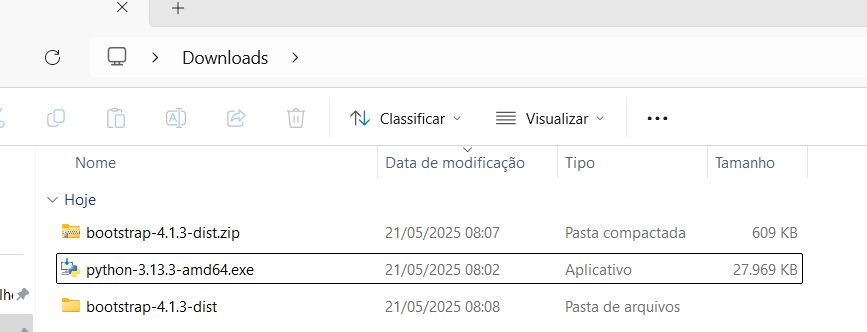 Downloads
Classificar
Visualizar
Nome Data de modificação Tipo Tamanho
Hoje
bootstrap-4.1.3-dist.zip 21/05/2025 08:07 Pasta compactada 609 KB
python-3.13.3-amd64.exe 21/05/2025 08:02 Aplicativo 27.969 KB
bootstrap-4.1.3-dist 21/05/2025 08:08 Pasta de arquivos